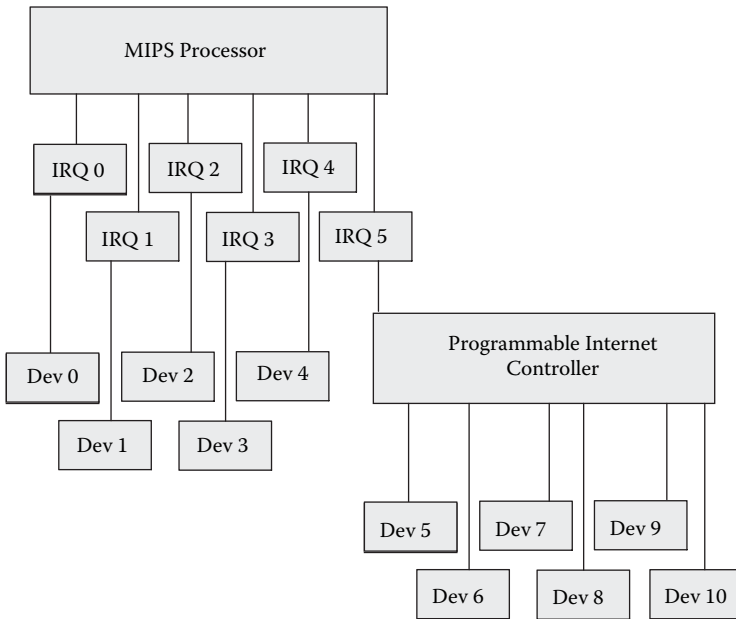 MIPS Processor
IRQ 0
IRQ 2
IRQ 4
IRQ 1
IRQ 3
IRQ 5
Programmable Internet
Controller
Dev 0
Dev 2
Dev 4
Dev 1
Dev 3
Dev 5
Dev 7
Dev 9
Dev 6
Dev 8
Dev 10